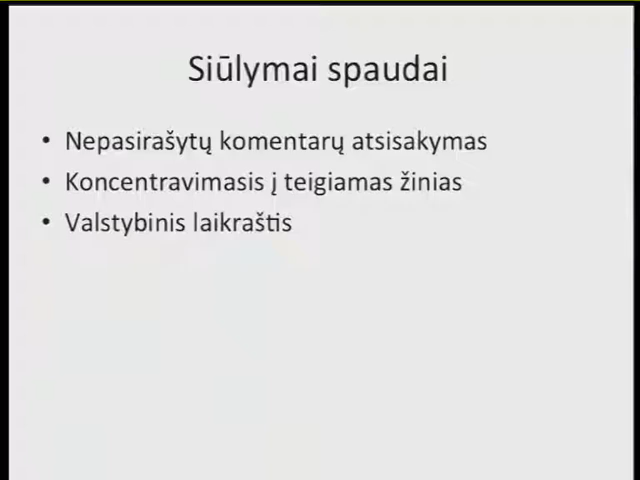 Siūlymai spaudai
• Nepasirašytų komentarų atsisakymas
• Koncentravimasis į teigiamas žinias
• Valstybinis laikraštis